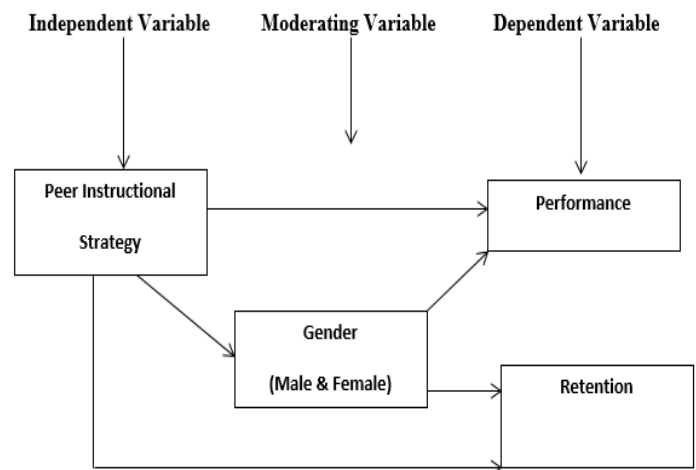 Independent Variable Moderating Variable Dependent Variable
Peer Instructional
Strategy
Performance
Gender
(Male & Female)
Retention